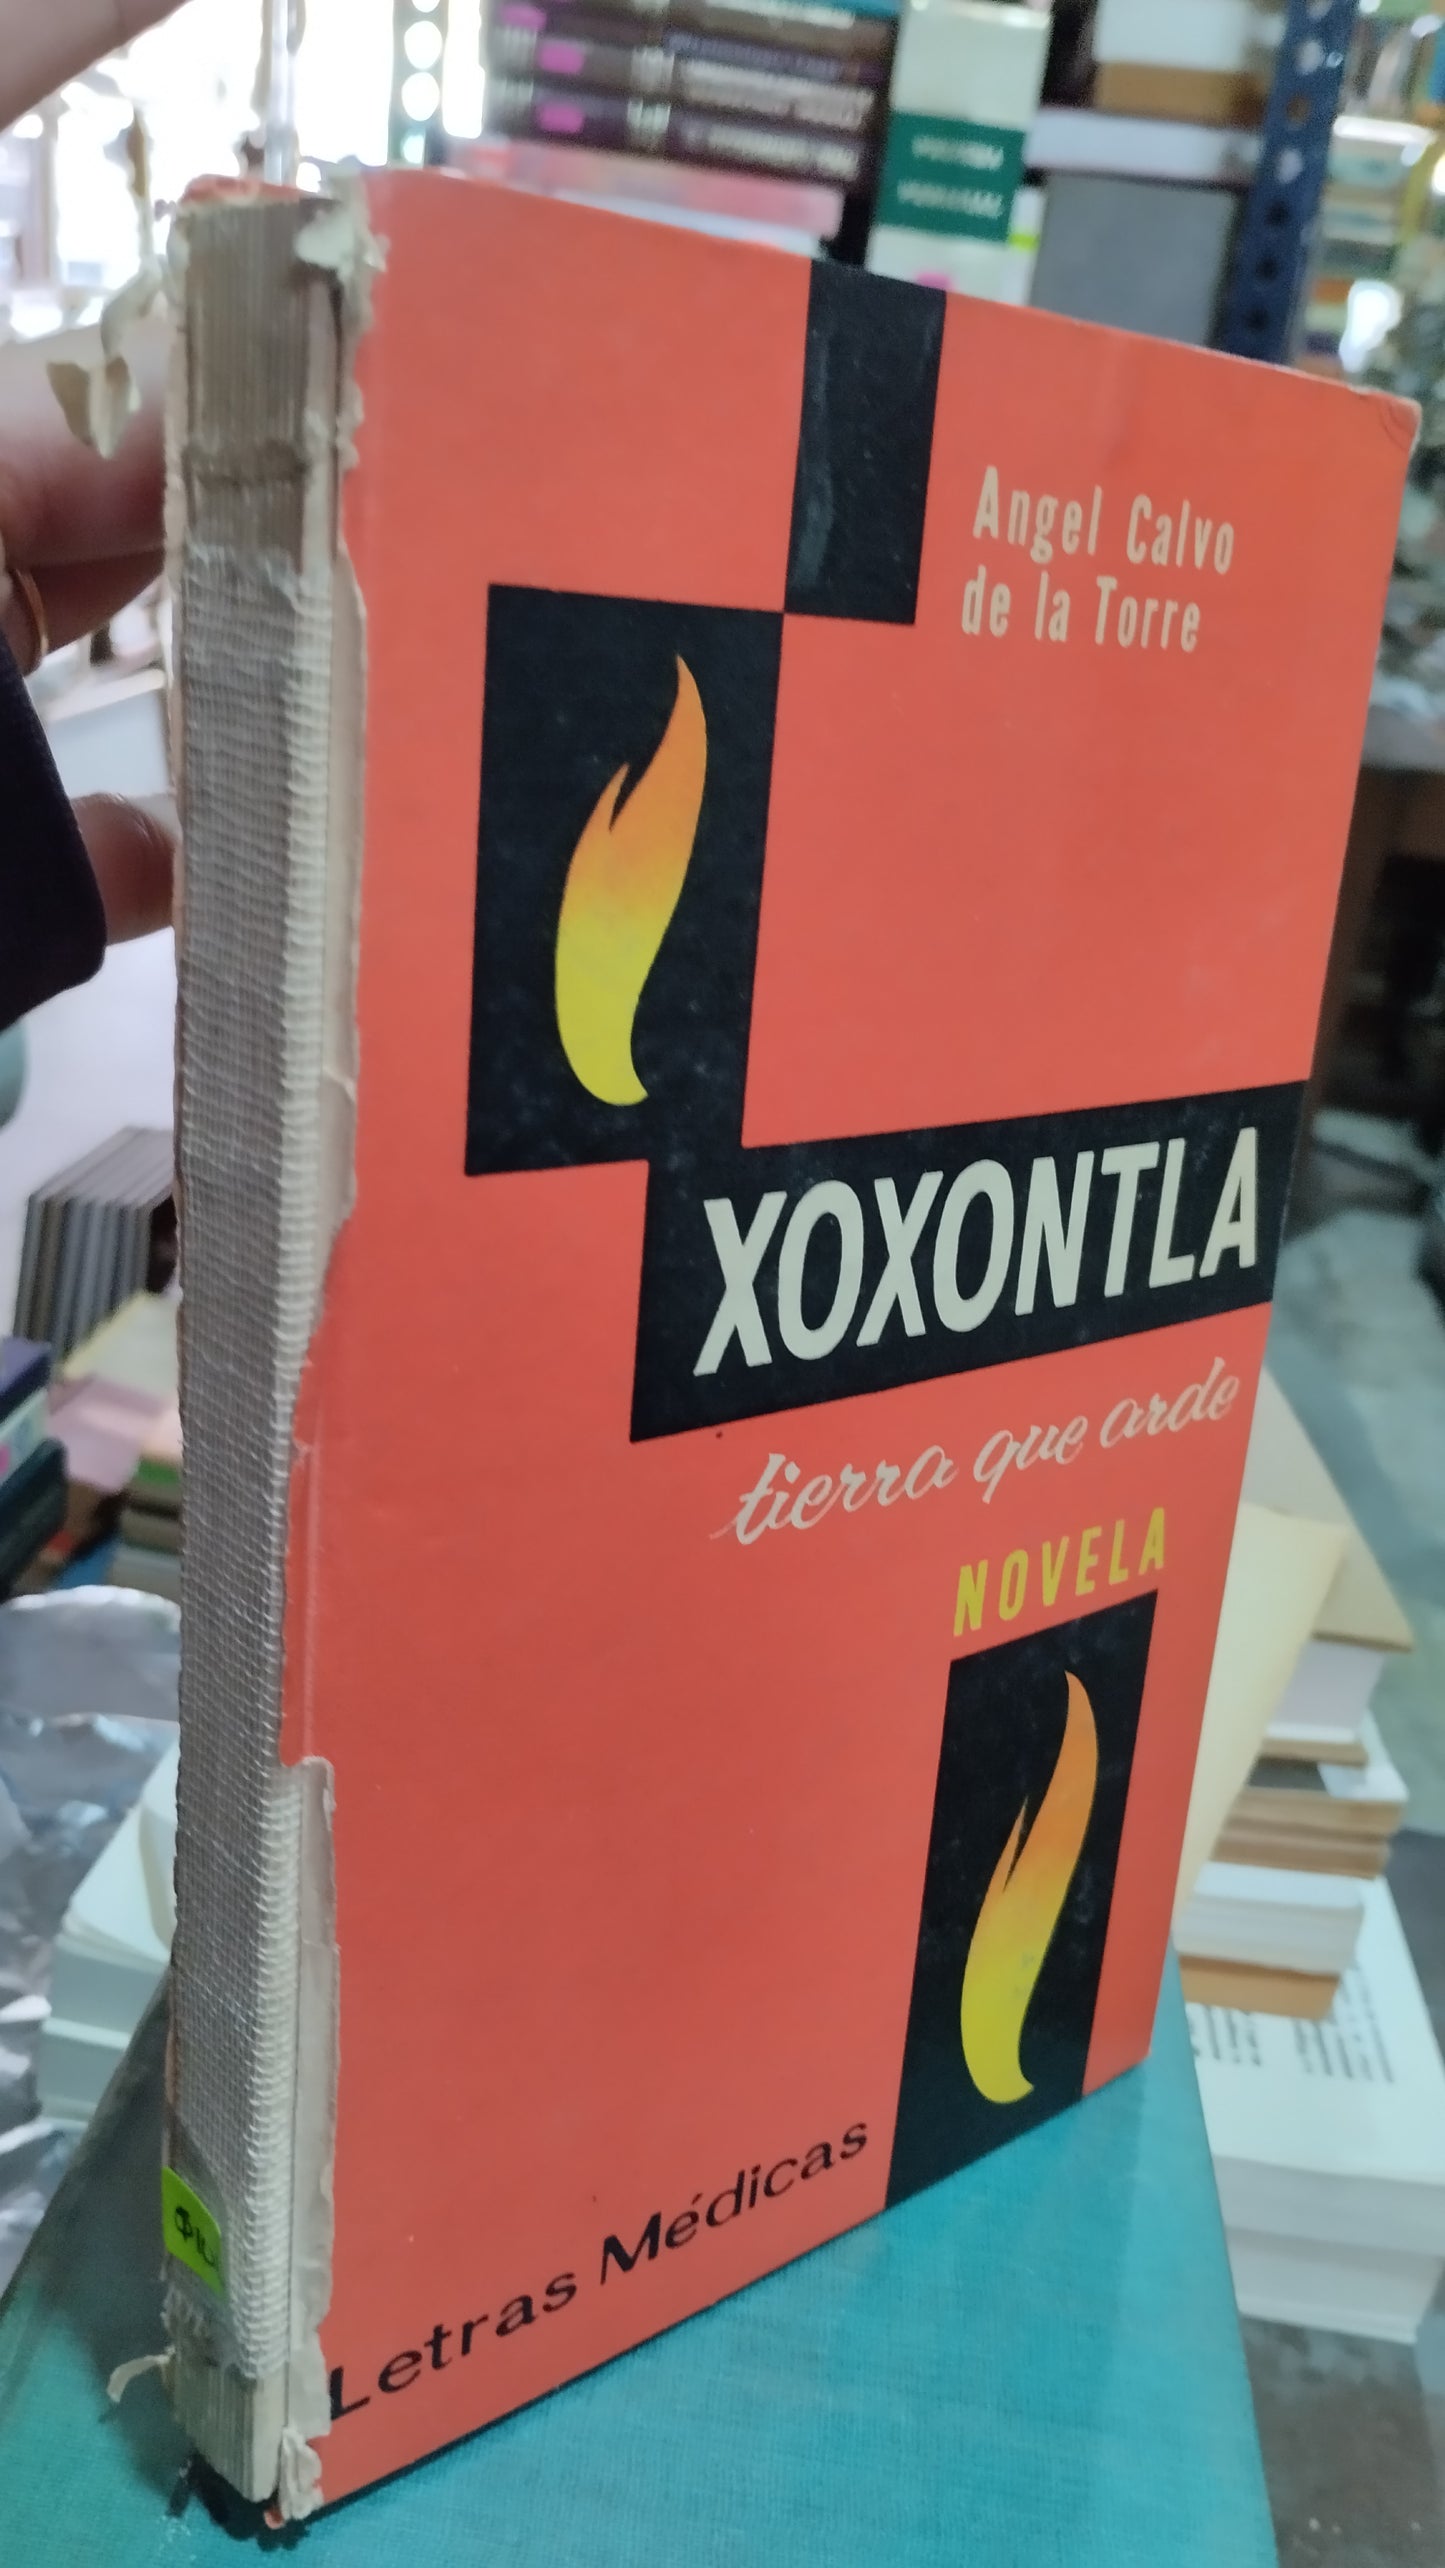 Angel Calvo
de la Torre
XOXONTLA
tierra que arde
NOVELA
Letras Médicas